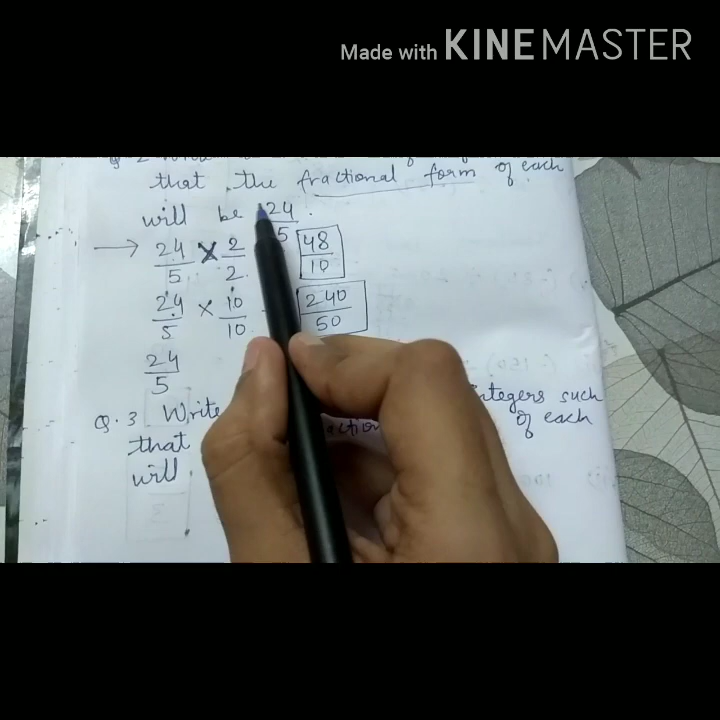 Made with KINEMASTER
that the fractional form of each
will be 24/5.
→ 24/5 × 2/2 48/10
24/5 × 10/10 240/50
24/5
Q.3 Write integers such
that of each
will